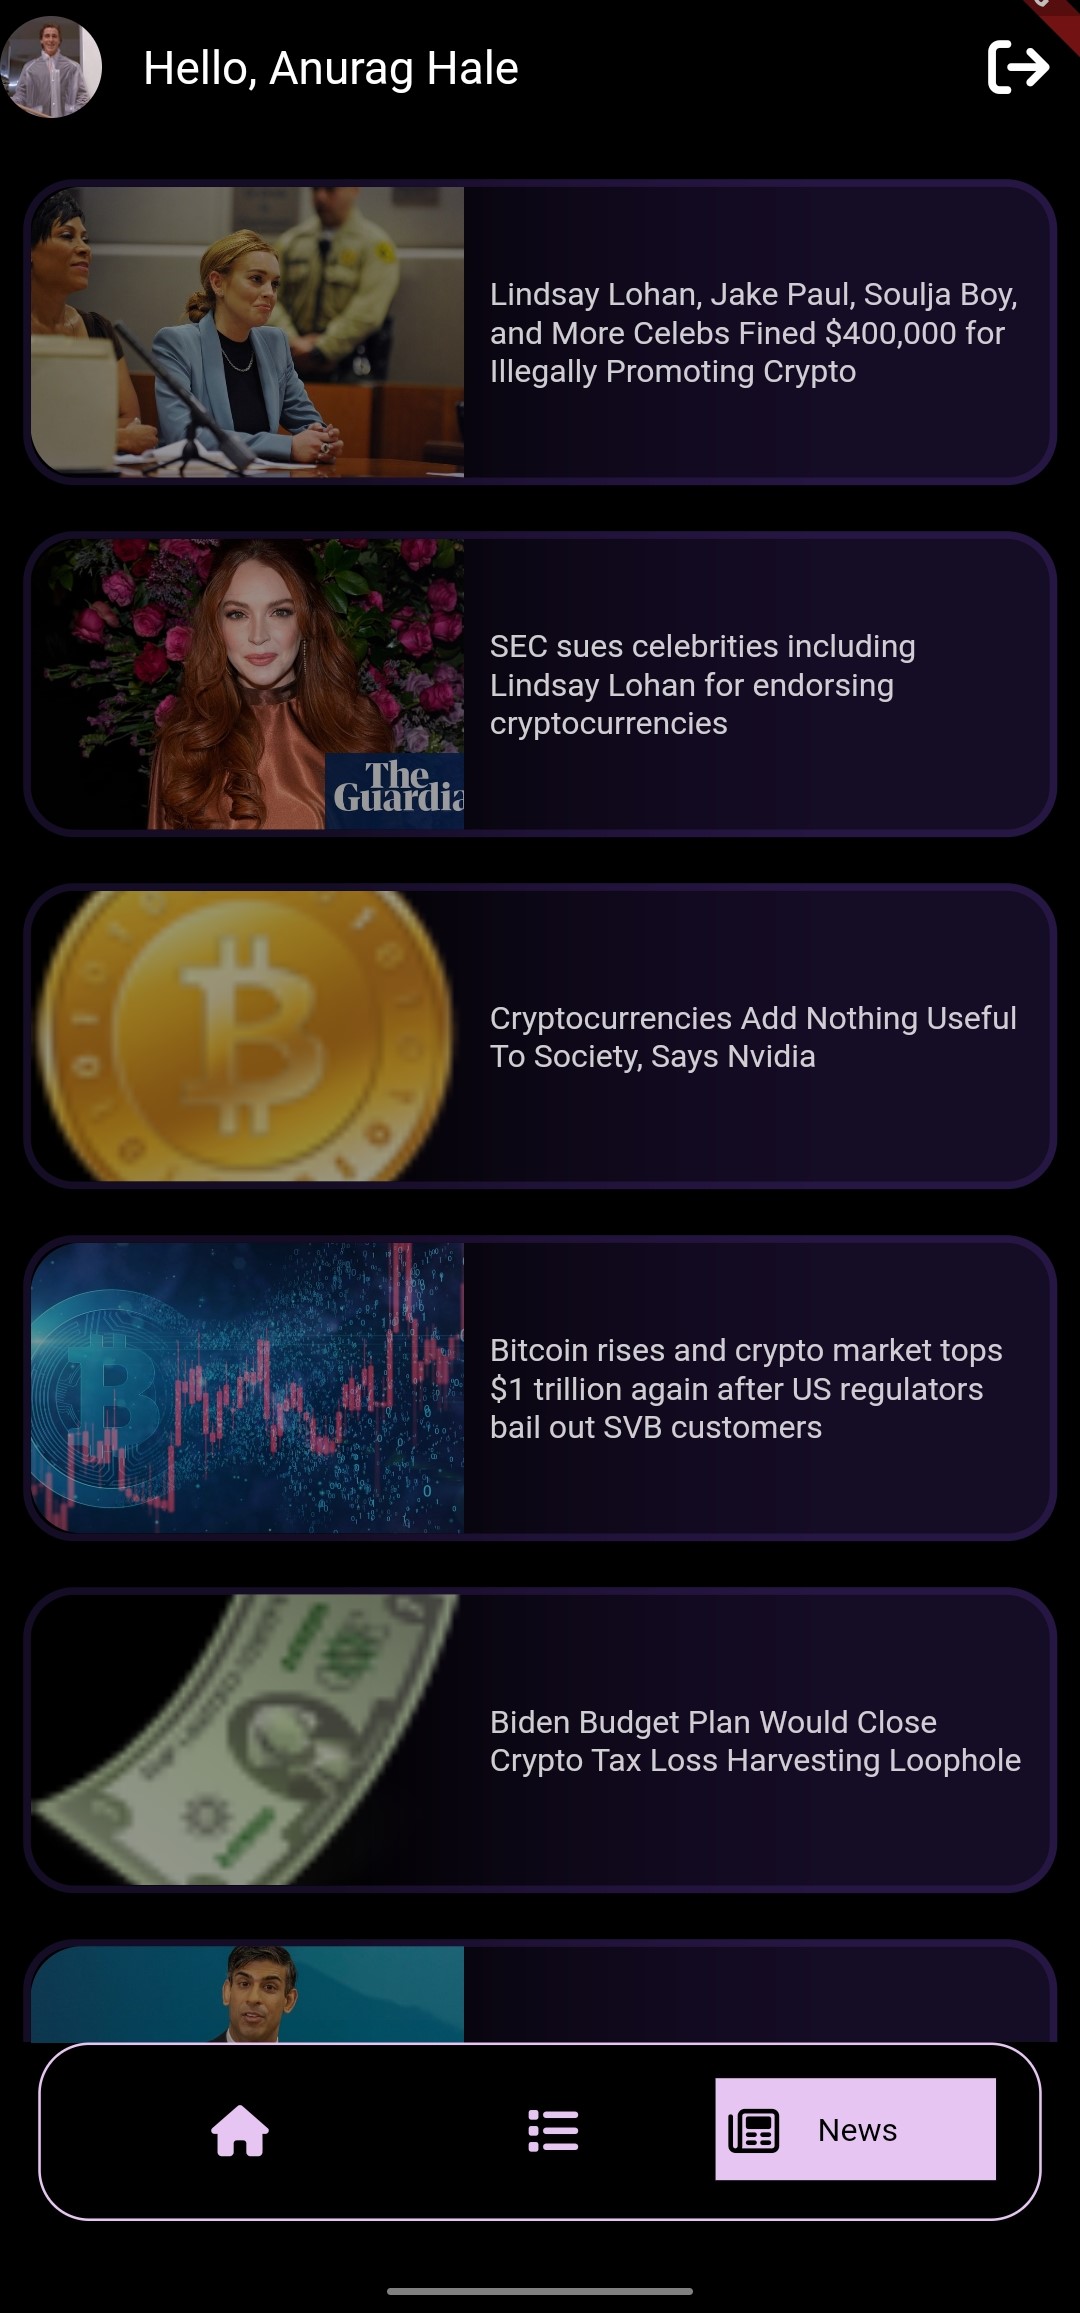 Hello, Anurag Hale
Lindsay Lohan, Jake Paul, Soulja Boy,
and More Celebs Fined $400,000 for
Illegally Promoting Crypto
SEC sues celebrities including
Lindsay Lohan for endorsing
cryptocurrencies
The
Guardia
Cryptocurrencies Add Nothing Useful
To Society, Says Nvidia
Bitcoin rises and crypto market tops
$1 trillion again after US regulators
bail out SVB customers
Biden Budget Plan Would Close
Crypto Tax Loss Harvesting Loophole
News